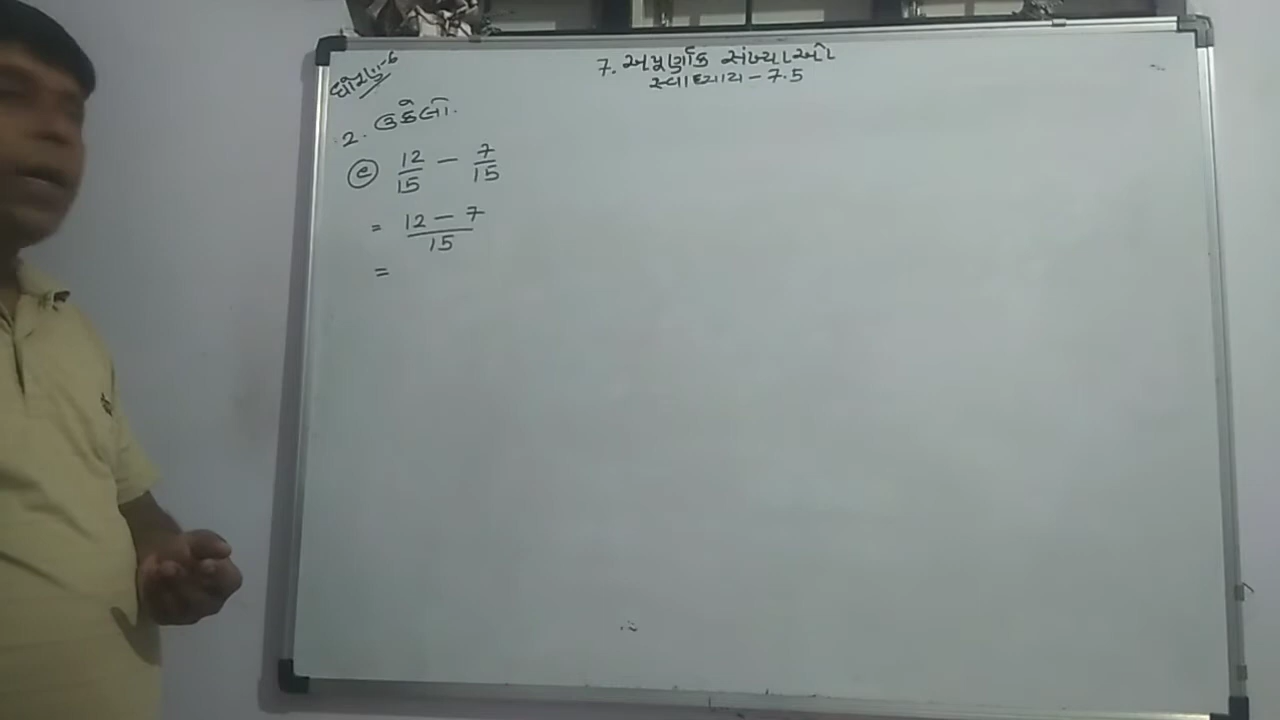 ધોરણ-6
7. અપૂર્ણાંક સંખ્યાઓ
સ્વાધ્યાય - 7.5
2. ઉકેલો.
(e) 12/15 - 7/15
= 12 - 7/15
=